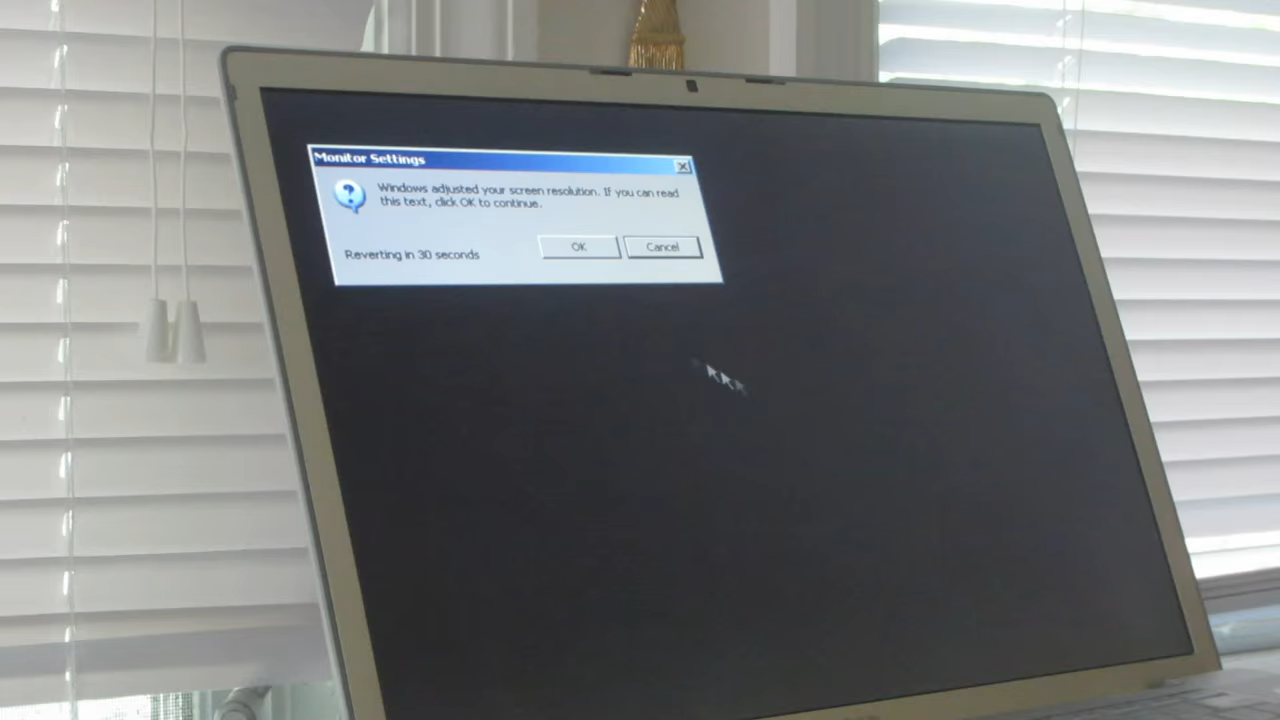 Monitor Settings
Windows adjusted your screen resolution. If you can read
this text, click OK to continue.
OK
Cancel
Reverting in 30 seconds